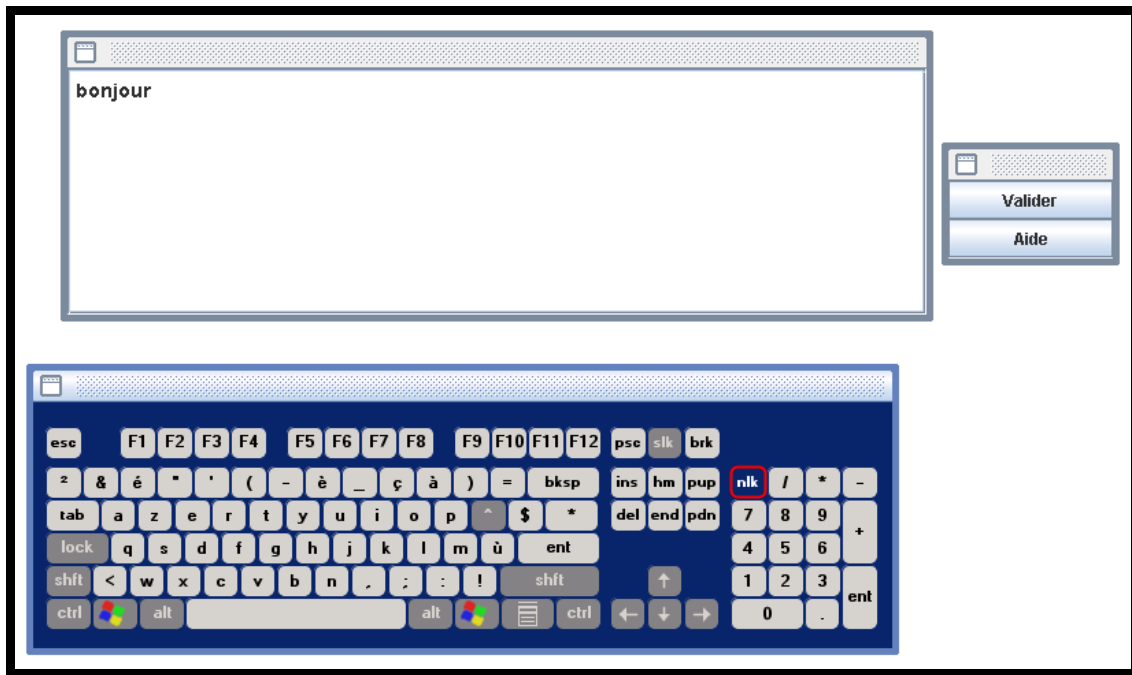 bonjour
Valider
Aide
esc F1 F2 F3 F4 F5 F6 F7 F8 F9 F10 F11 F12 psc slk brk
² & é " ' ( - è _ ç à ) = bksp ins hm pup nlk / * -
tab a z e r t y u i o p ^ $ * del end pdn 7 8 9 +
lock q s d f g h j k l m ù ent 4 5 6
shft < w x c v b n , ; : ! shft ↑ 1 2 3 ent
ctrl alt alt ctrl ← ↓ → 0 .